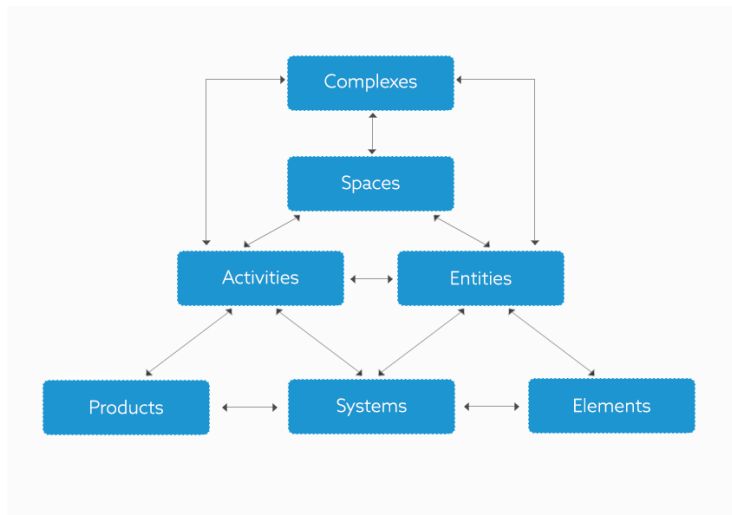 Complexes
Spaces
Activities
Entities
Products
Systems
Elements